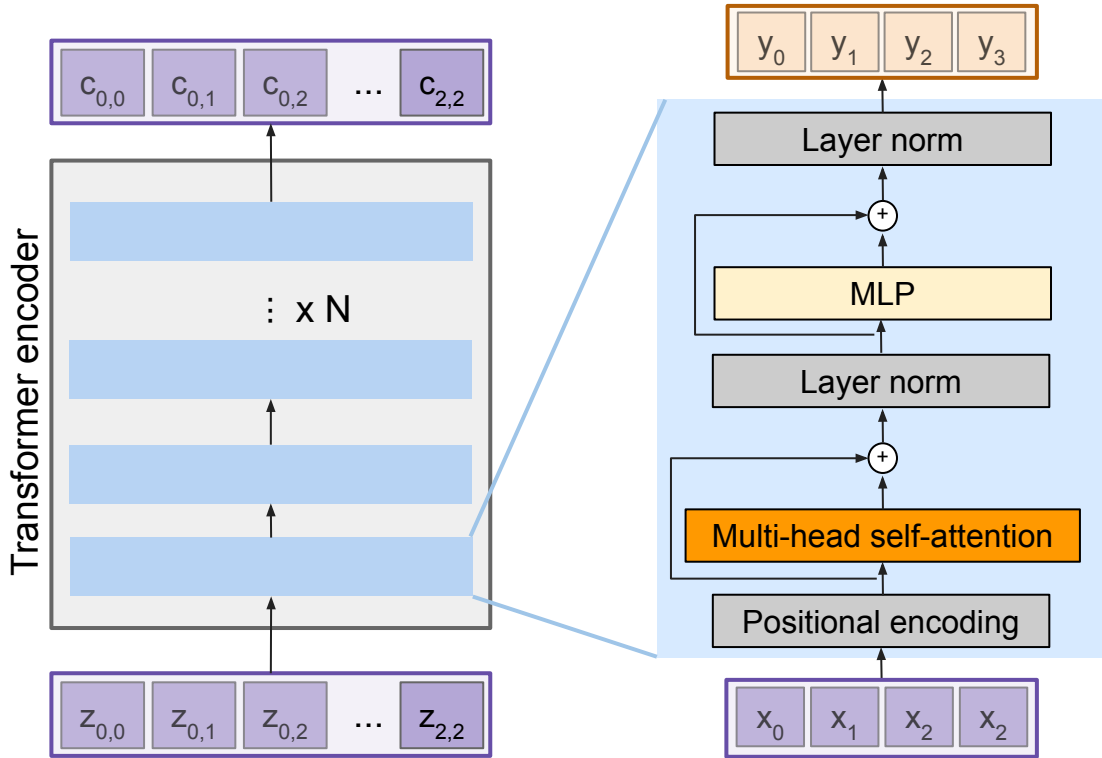 c0,0 c0,1 c0,2 ... c2,2
Transformer encoder
⋮ x N
z0,0 z0,1 z0,2 ... z2,2
y0 y1 y2 y3
Layer norm
+
MLP
Layer norm
+
Multi-head self-attention
Positional encoding
x0 x1 x2 x2